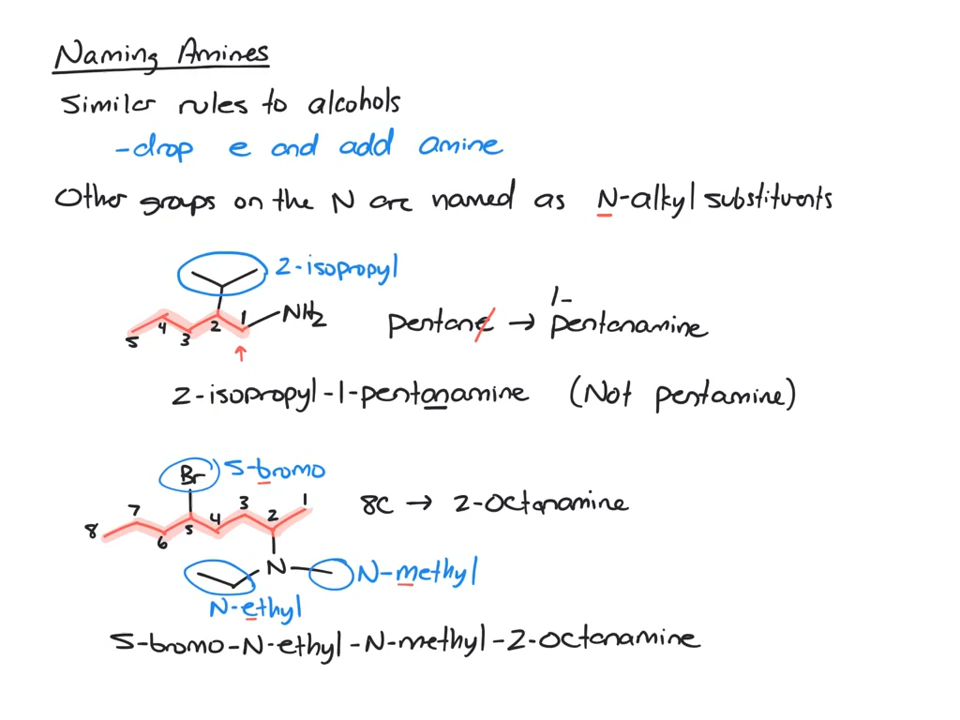 Naming Amines
Similar rules to alcohols
-drop e and add amine
Other groups on the N are named as N-alkyl substituents
2-isopropyl
NH2
1
2
3
4
5
pentane → 1-pentanamine
2-isopropyl-1-pentanamine (Not pentamine)
Br 5-bromo
8 7 6 5 4 3 2 1
8C → 2-octanamine
N
N-methyl
N-ethyl
5-bromo-N-ethyl-N-methyl-2-octanamine